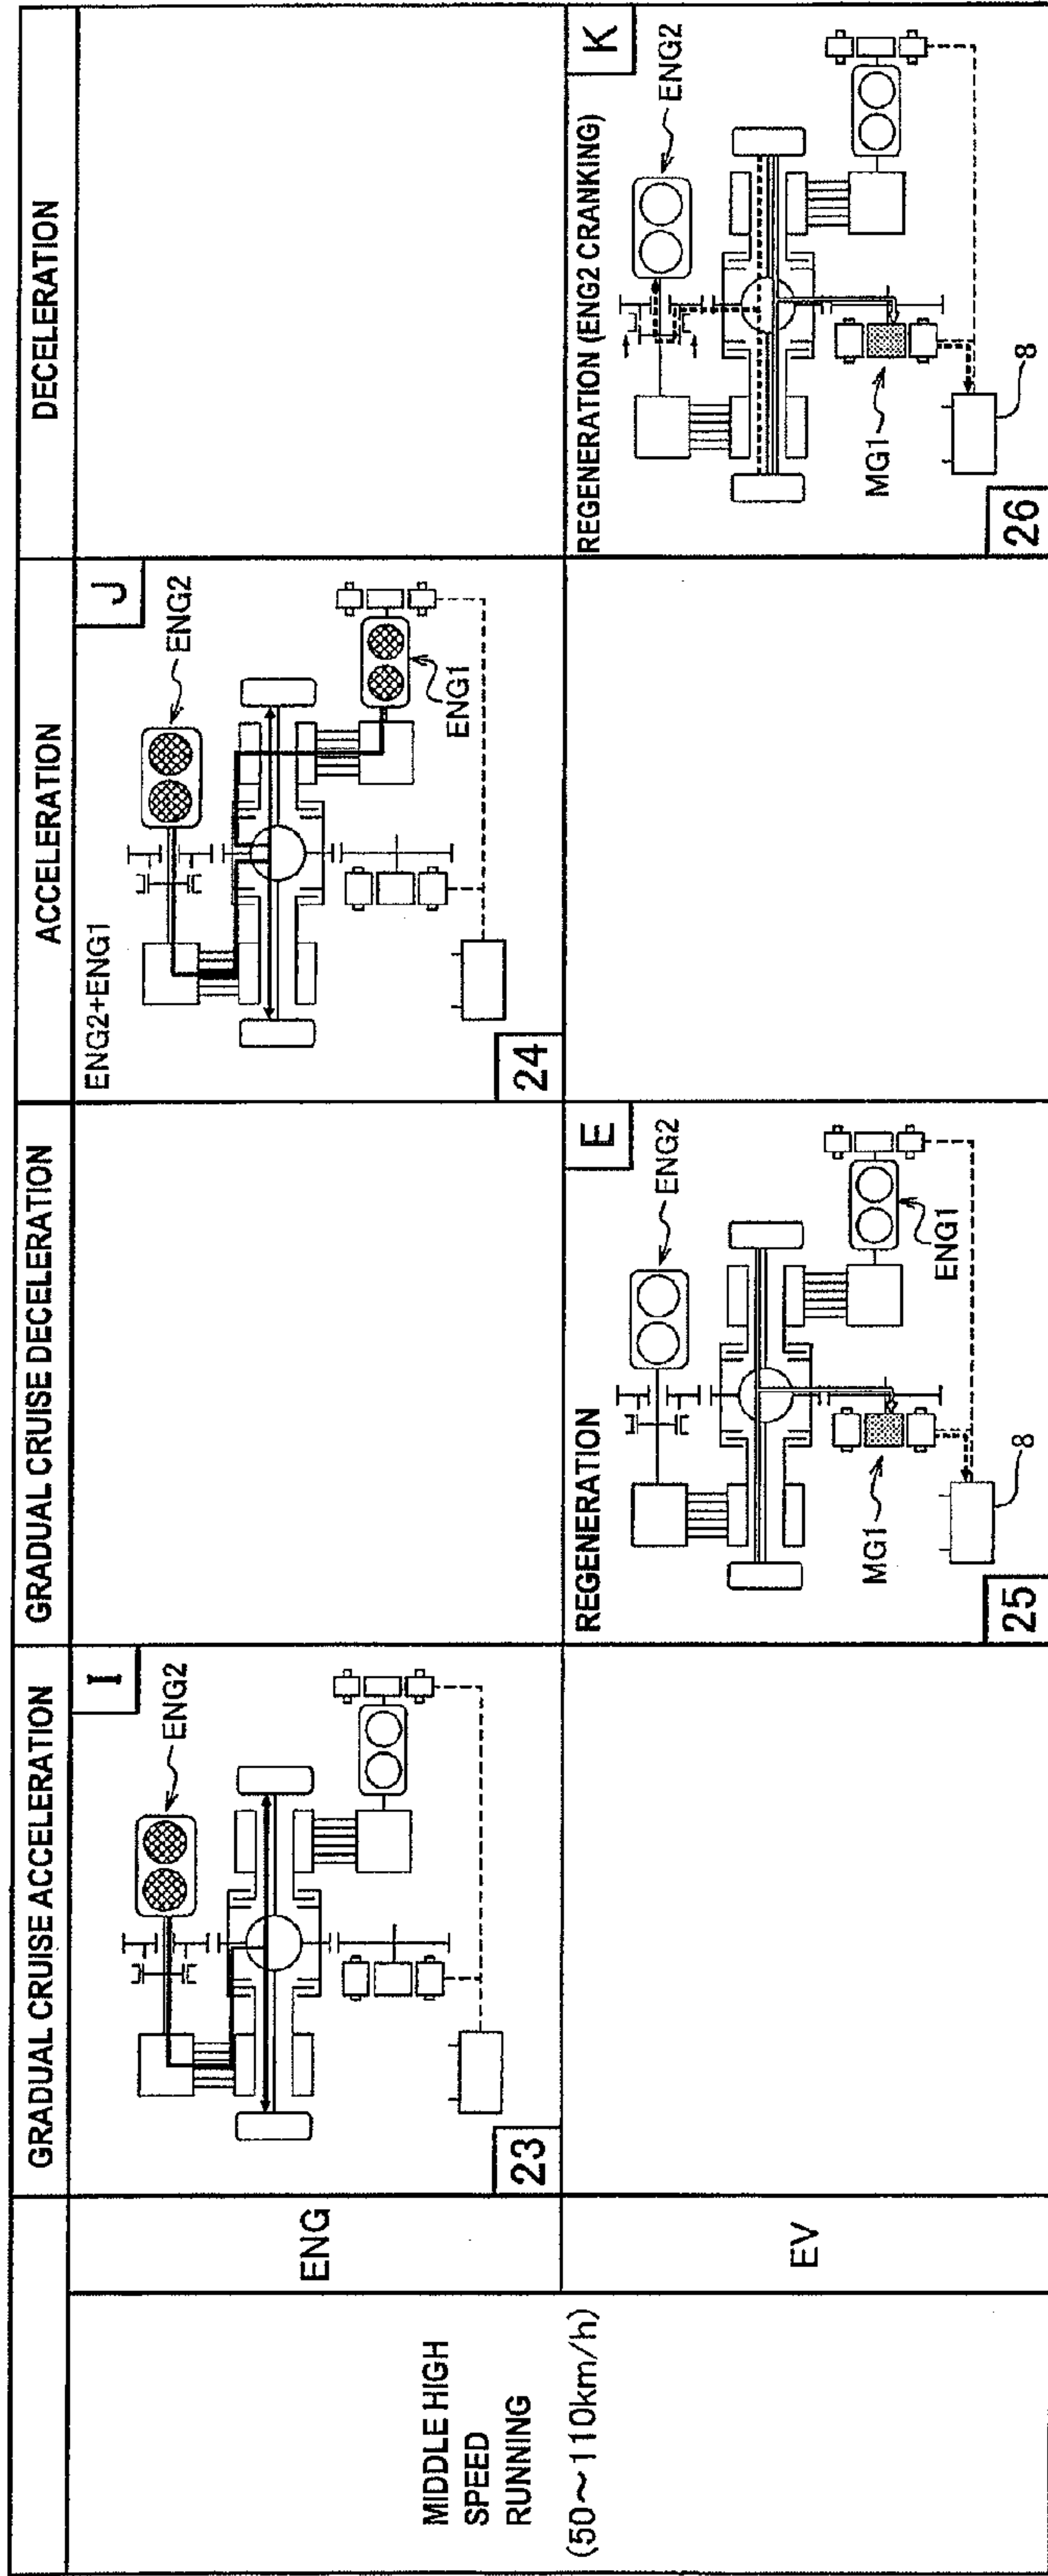 GRADUAL CRUISE ACCELERATION
GRADUAL CRUISE DECELERATION
ACCELERATION
DECELERATION
MIDDLE HIGH
SPEED
RUNNING
(50～110km/h)
ENG
I
ENG2
23
ENG2+ENG1
J
ENG2
ENG1
24
EV
REGENERATION
E
ENG2
ENG1
MG1
8
25
REGENERATION (ENG2 CRANKING)
K
ENG2
MG1
8
26